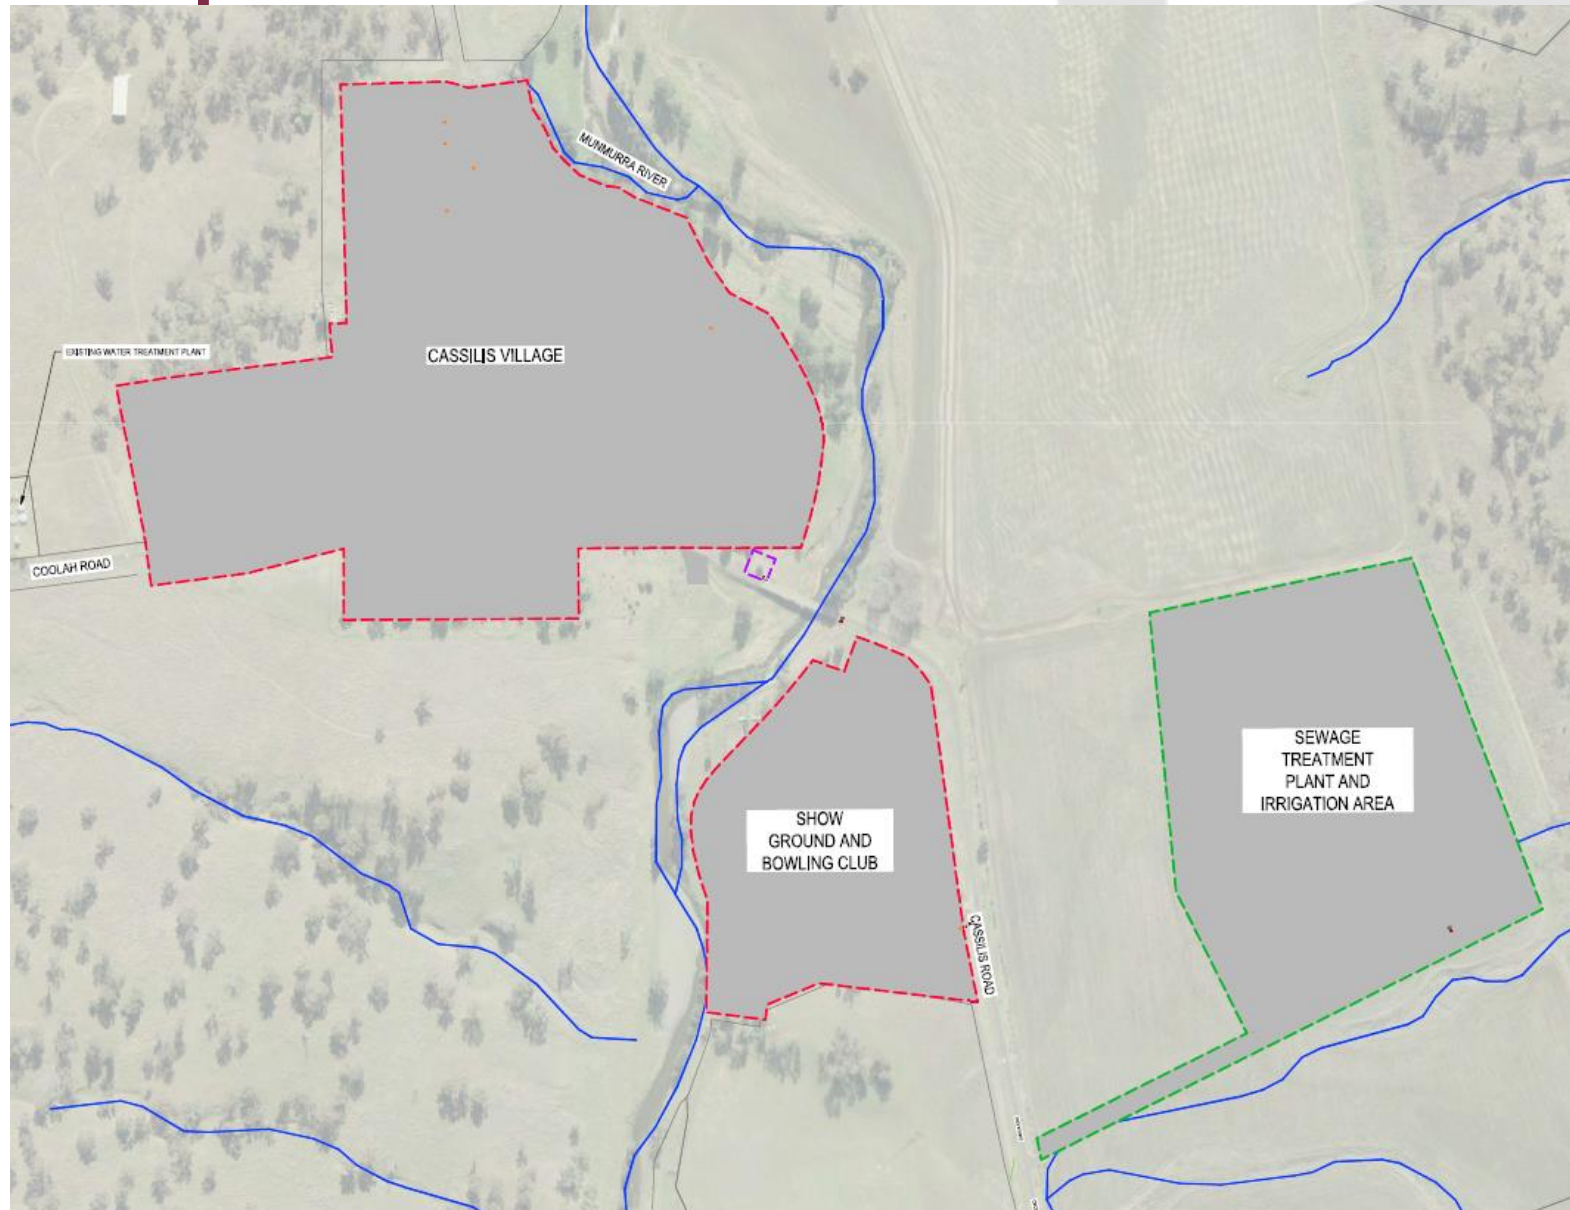 MUNMURRA RIVER
EXISTING WATER TREATMENT PLANT
CASSILIS VILLAGE
COOLAH ROAD
SEWAGE
TREATMENT
PLANT AND
IRRIGATION AREA
SHOW
GROUND AND
BOWLING CLUB
CASSILIS ROAD